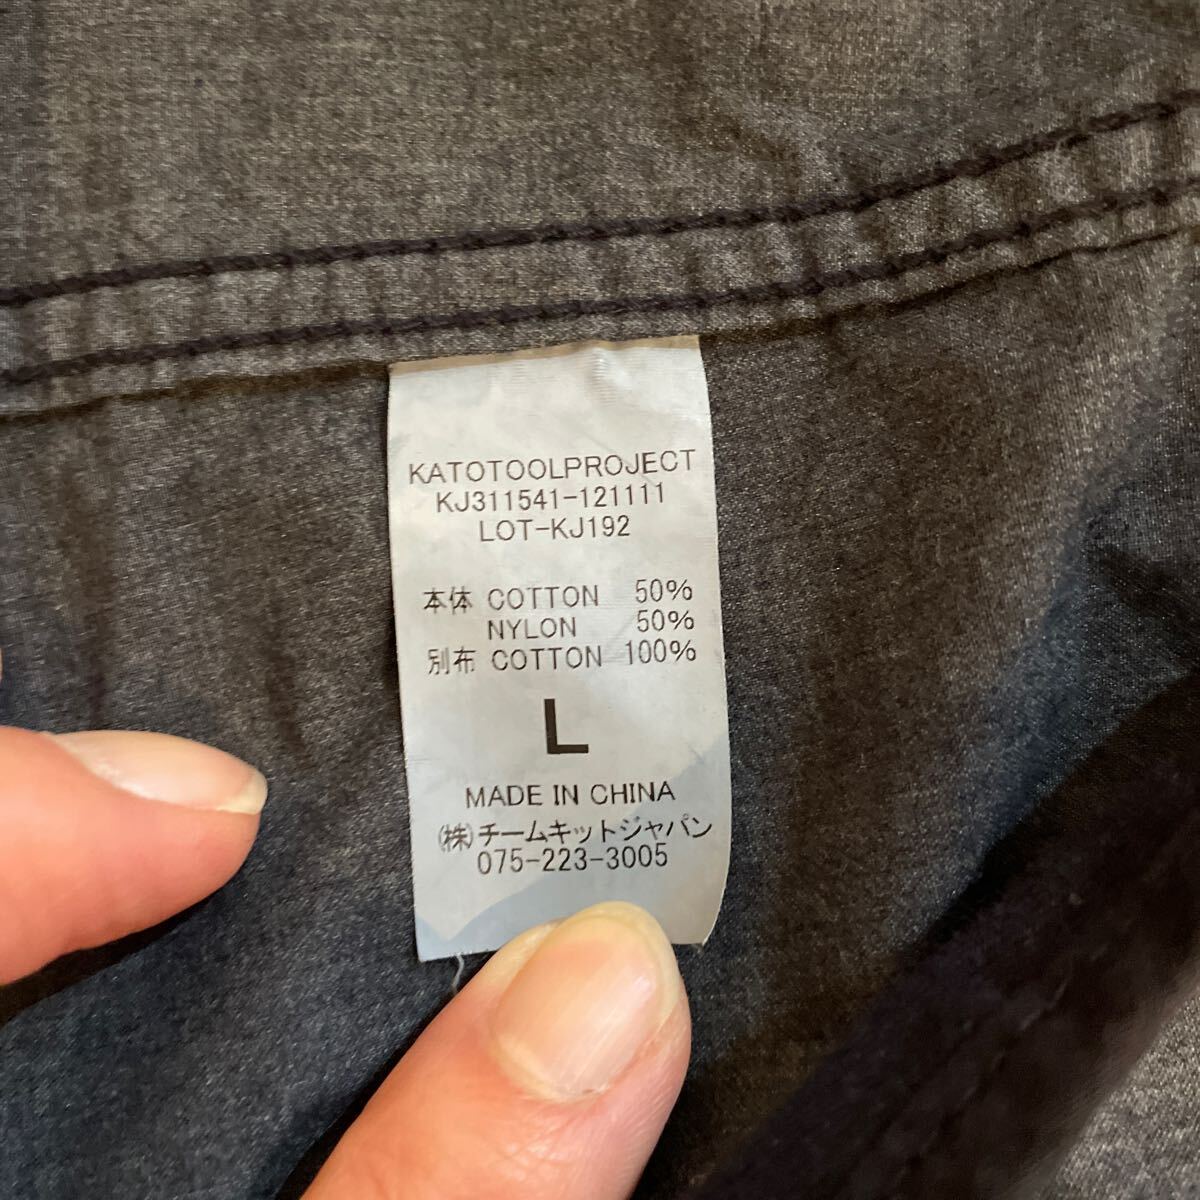 KATOTOOLPROJECT
KJ311541-121111
LOT-KJ192
本体 COTTON 50%
NYLON 50%
別布 COTTON 100%
L
MADE IN CHINA
(株)チームキットジャパン
075-223-3005